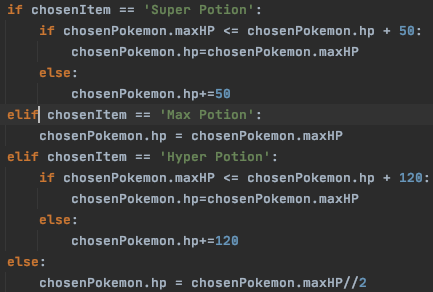 if chosenItem == 'Super Potion':
    if chosenPokemon.maxHP <= chosenPokemon.hp + 50:
        chosenPokemon.hp=chosenPokemon.maxHP
    else:
        chosenPokemon.hp+=50
elif chosenItem == 'Max Potion':
    chosenPokemon.hp = chosenPokemon.maxHP
elif chosenItem == 'Hyper Potion':
    if chosenPokemon.maxHP <= chosenPokemon.hp + 120:
        chosenPokemon.hp=chosenPokemon.maxHP
    else:
        chosenPokemon.hp+=120
else:
    chosenPokemon.hp = chosenPokemon.maxHP//2